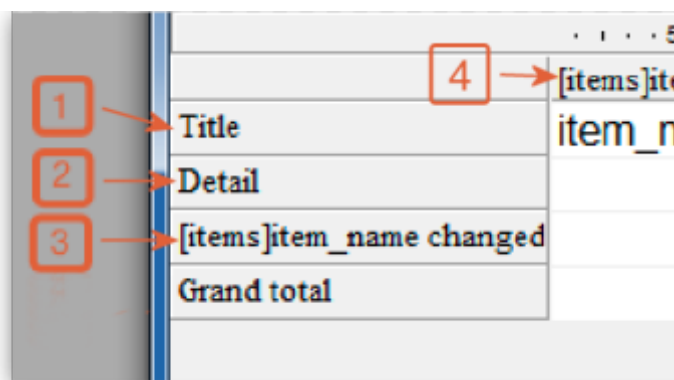 4
[items]ite
1
Title
item_n
2
Detail
3
[items]item_name changed
Grand total